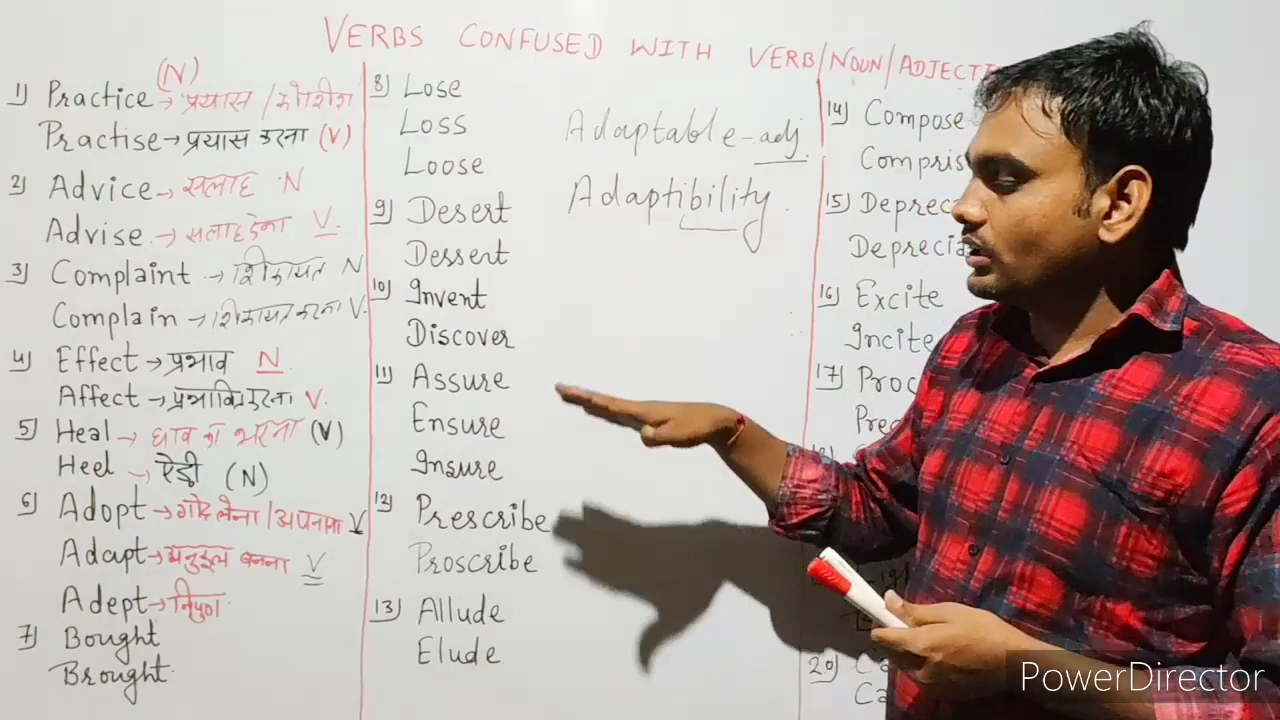 VERBS CONFUSED WITH VERB/NOUN/ADJECTI
(N)
1) Practice → प्रयास / कोशिश
Practise → प्रयास करना (V)
2) Advice → सलाह N
Advise → सलाह देना V
3) Complaint → शिकायत N
Complain → शिकायत करना V
4) Effect → प्रभाव N
Affect → प्रभावित करना V
5) Heal → घाव का भरना (V)
Heel → ऐड़ी (N)
6) Adopt → गोद लेना / अपनाना V
Adapt → अनुकूल बनना V
Adept → निपुण
7) Bought
Brought
8) Lose
Loss
Loose
9) Desert
Dessert
10) Invent
Discover
11) Assure
Ensure
Insure
12) Prescribe
Proscribe
13) Allude
Elude
Adaptable - adj.
Adaptibility
14) Compose
Compris
15) Deprec
Deprecia
16) Excite
Incite
17) Proc
Prec
20) Ca
Ca
PowerDirector